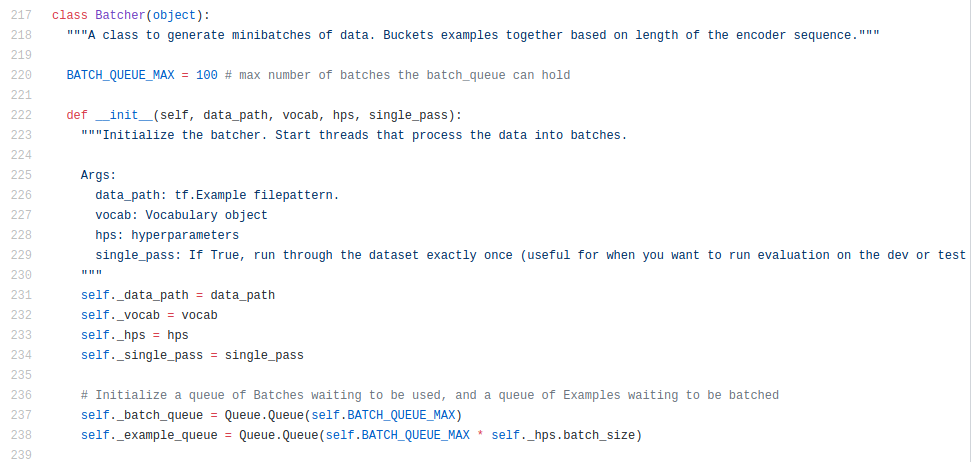 217 class Batcher(object):
218   """A class to generate minibatches of data. Buckets examples together based on length of the encoder sequence."""
219
220   BATCH_QUEUE_MAX = 100 # max number of batches the batch_queue can hold
221
222   def __init__(self, data_path, vocab, hps, single_pass):
223     """Initialize the batcher. Start threads that process the data into batches.
224
225     Args:
226       data_path: tf.Example filepattern.
227       vocab: Vocabulary object
228       hps: hyperparameters
229       single_pass: If True, run through the dataset exactly once (useful for when you want to run evaluation on the dev or test
230     """
231     self._data_path = data_path
232     self._vocab = vocab
233     self._hps = hps
234     self._single_pass = single_pass
235
236     # Initialize a queue of Batches waiting to be used, and a queue of Examples waiting to be batched
237     self._batch_queue = Queue.Queue(self.BATCH_QUEUE_MAX)
238     self._example_queue = Queue.Queue(self.BATCH_QUEUE_MAX * self._hps.batch_size)
239